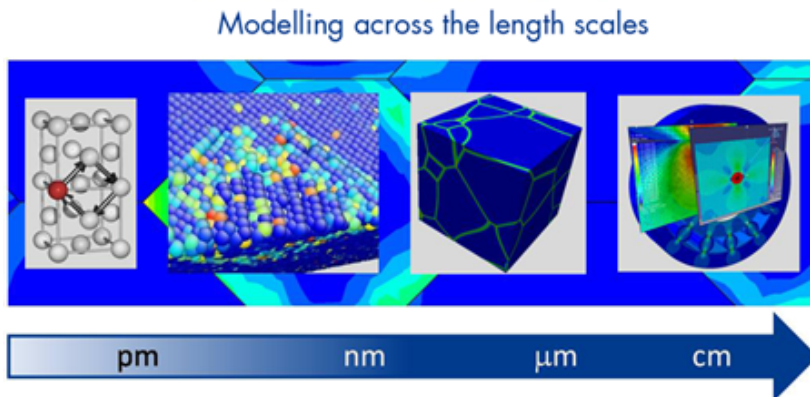 Modelling across the length scales
pm nm μm cm